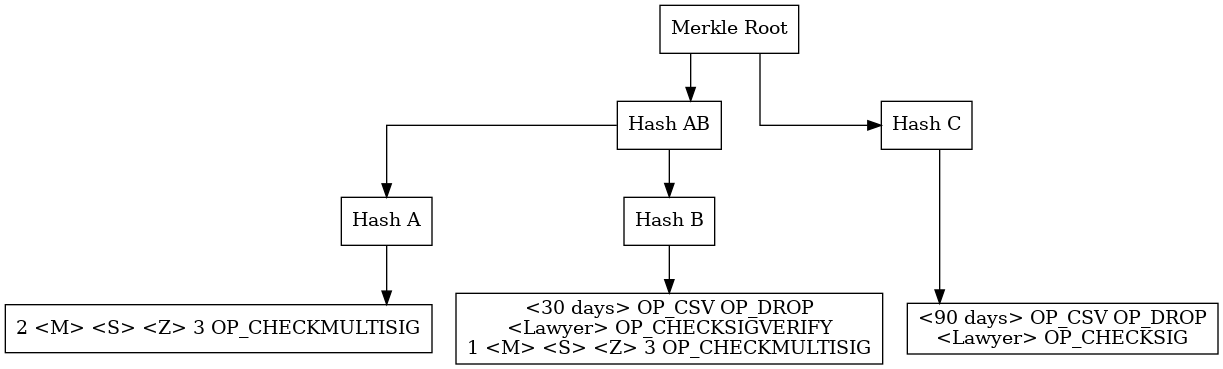 Merkle Root
Hash AB
Hash C
Hash A
Hash B
2 <M> <S> <Z> 3 OP_CHECKMULTISIG
<30 days> OP_CSV OP_DROP
<Lawyer> OP_CHECKSIGVERIFY
1 <M> <S> <Z> 3 OP_CHECKMULTISIG
<90 days> OP_CSV OP_DROP
<Lawyer> OP_CHECKSIG